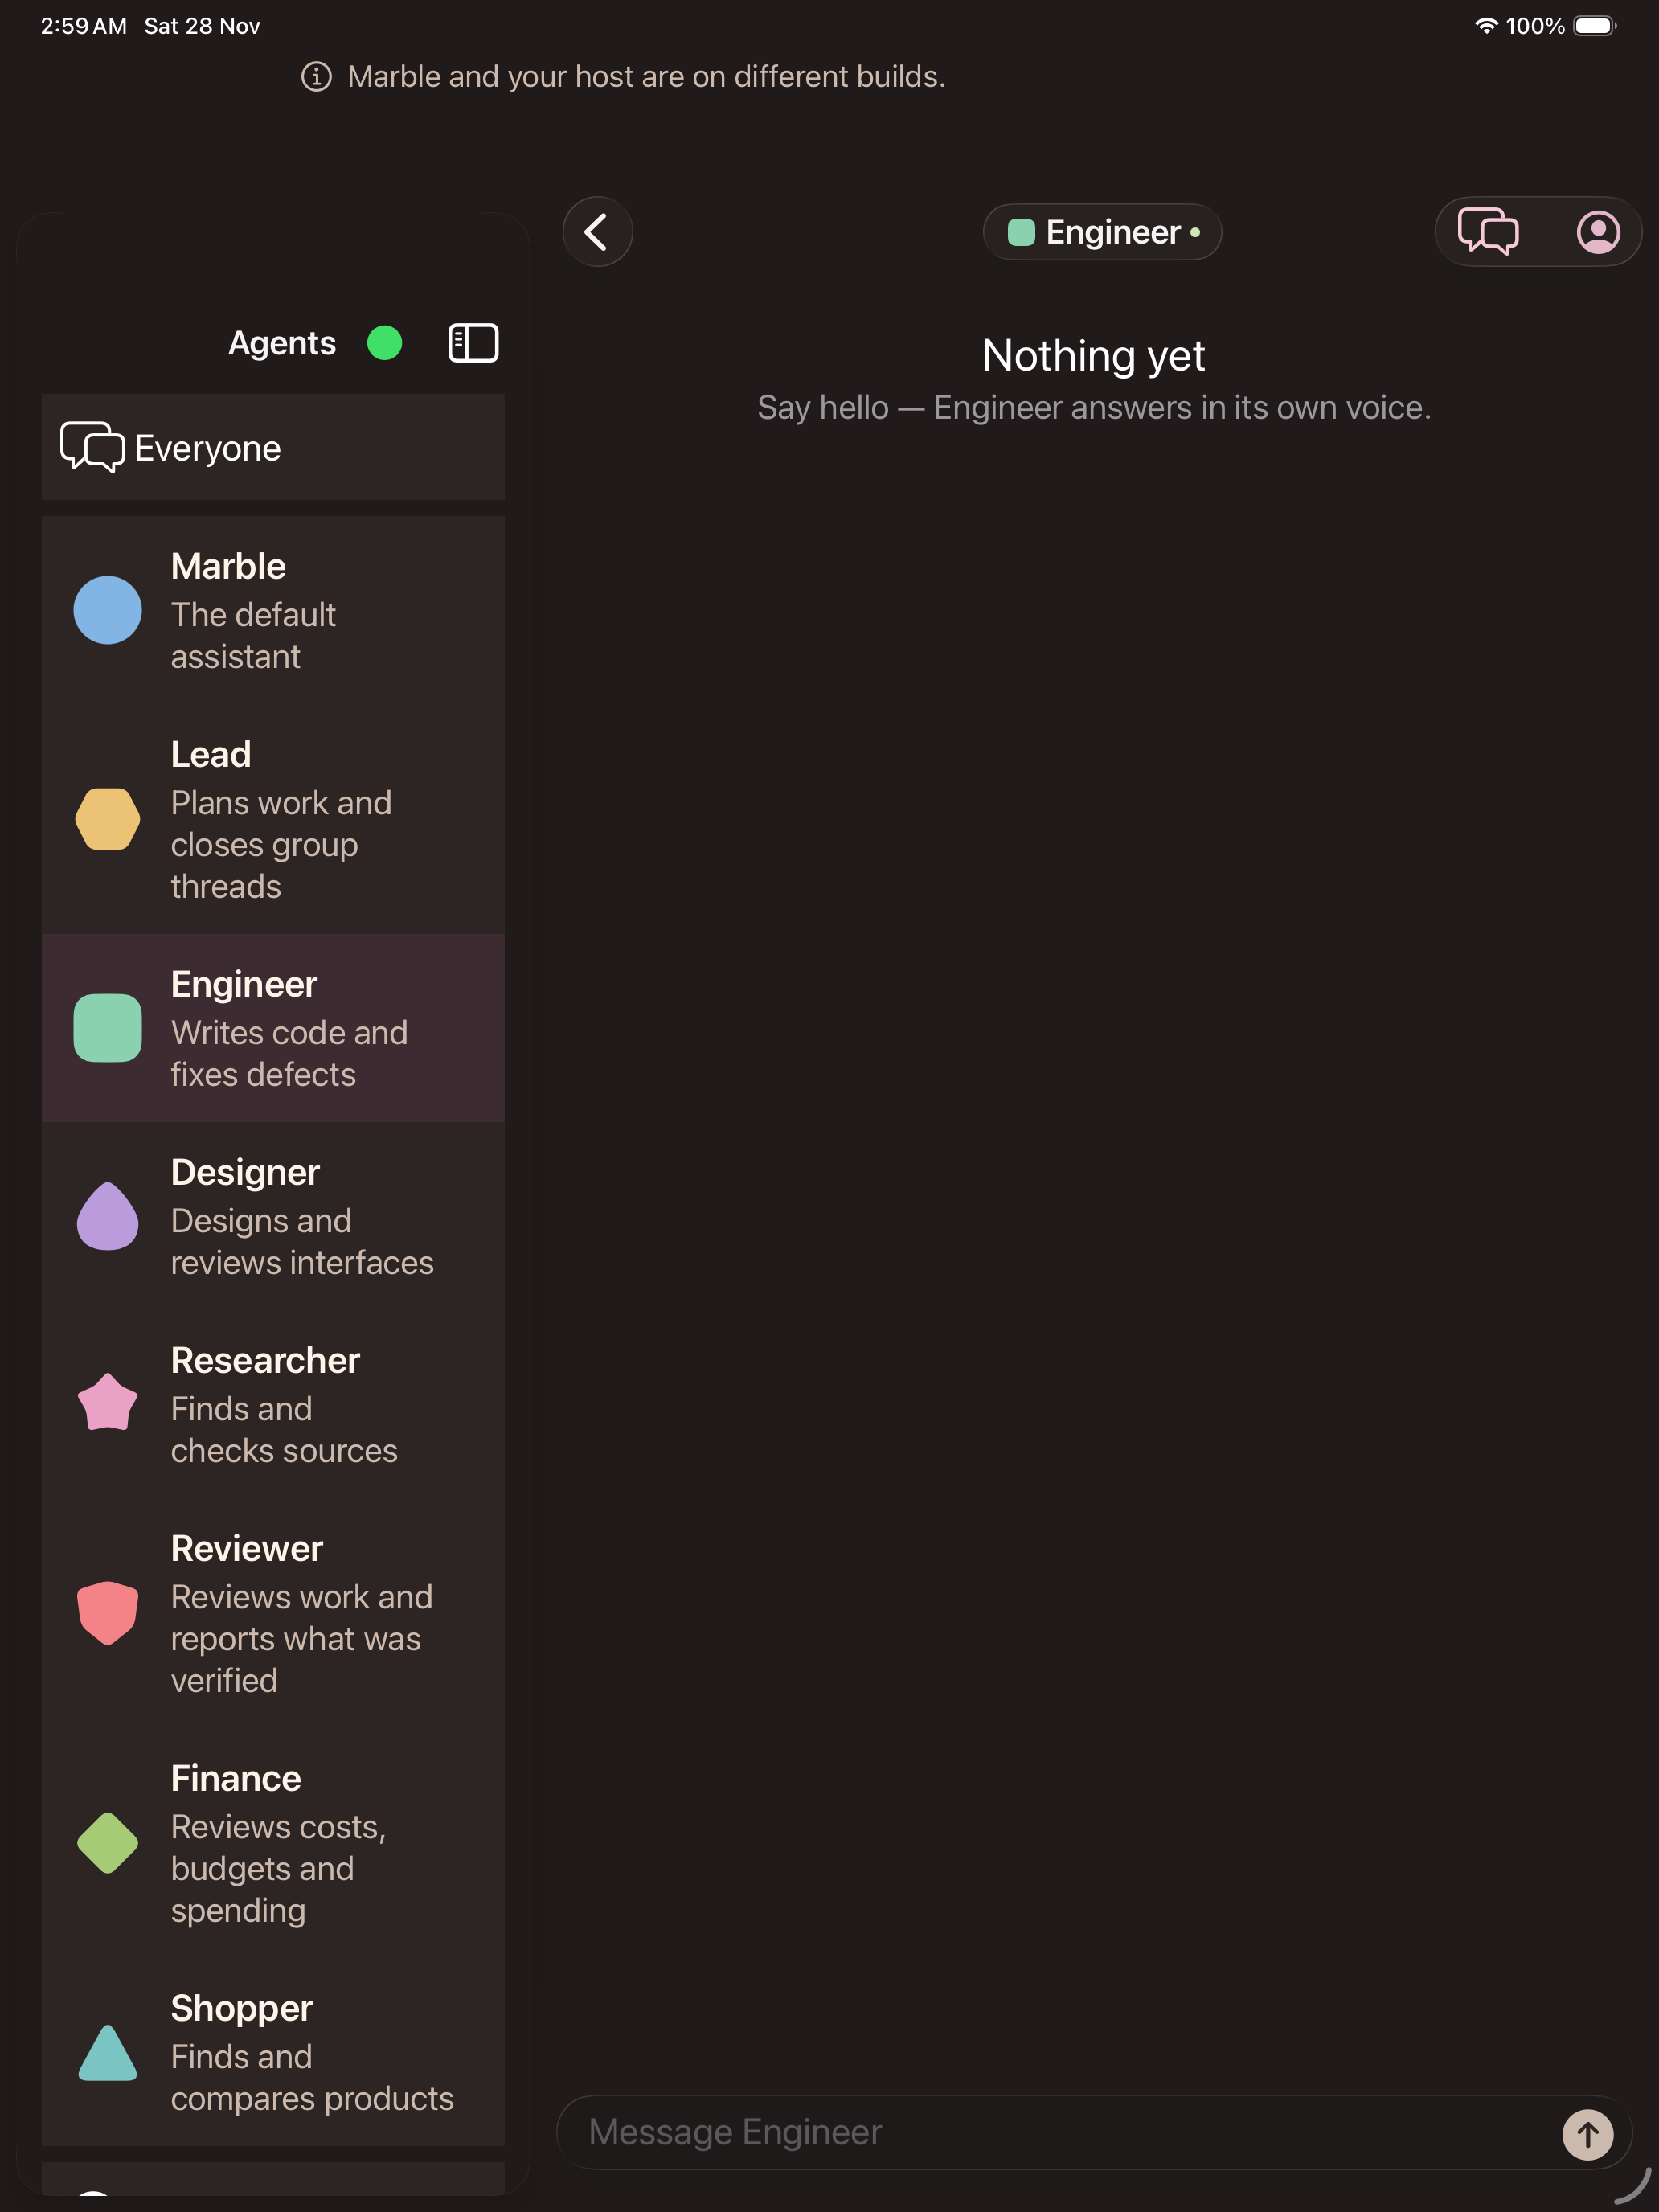 2:59 AM Sat 28 Nov
100%
Marble and your host are on different builds.
Agents
Everyone
Marble
The default
assistant
Lead
Plans work and
closes group
threads
Engineer
Writes code and
fixes defects
Designer
Designs and
reviews interfaces
Researcher
Finds and
checks sources
Reviewer
Reviews work and
reports what was
verified
Finance
Reviews costs,
budgets and
spending
Shopper
Finds and
compares products
Engineer
Nothing yet
Say hello — Engineer answers in its own voice.
Message Engineer